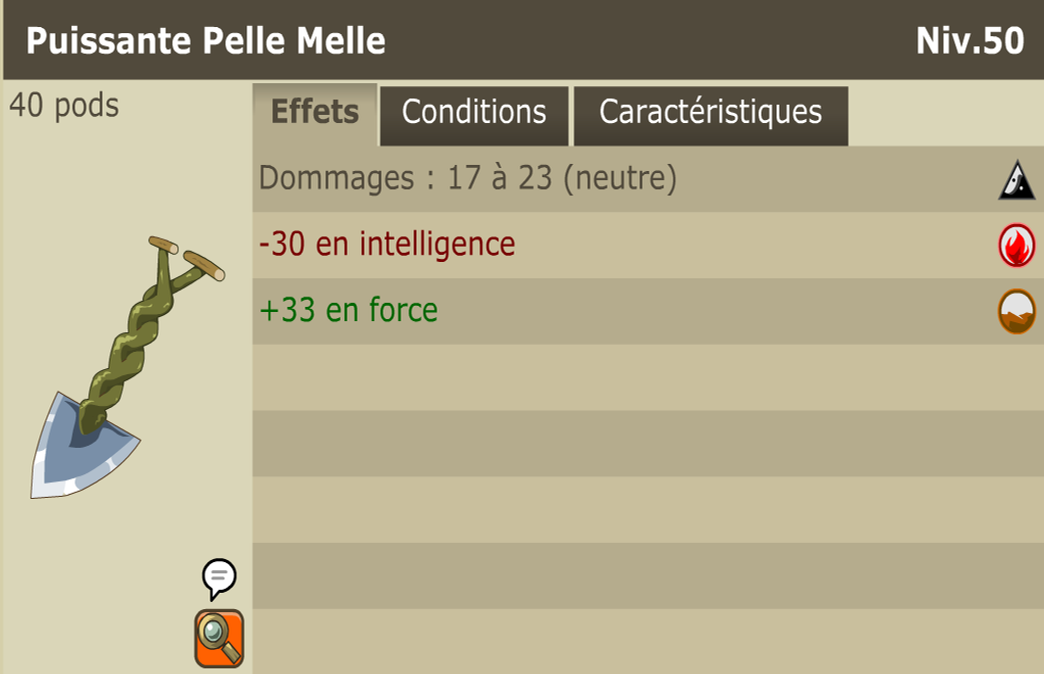 Puissante Pelle Melle Niv.50
40 pods
Effets Conditions Caractéristiques
Dommages : 17 à 23 (neutre)
-30 en intelligence
+33 en force